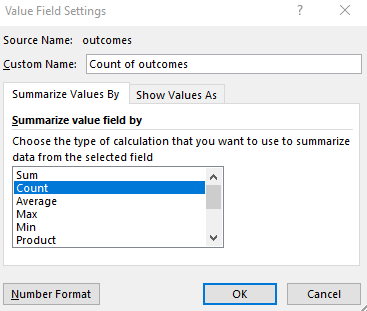 Value Field Settings ? ×
Source Name: outcomes
Custom Name: Count of outcomes
Summarize Values By Show Values As
Summarize value field by
Choose the type of calculation that you want to use to summarize
data from the selected field
Sum
Count
Average
Max
Min
Product
Number Format OK Cancel